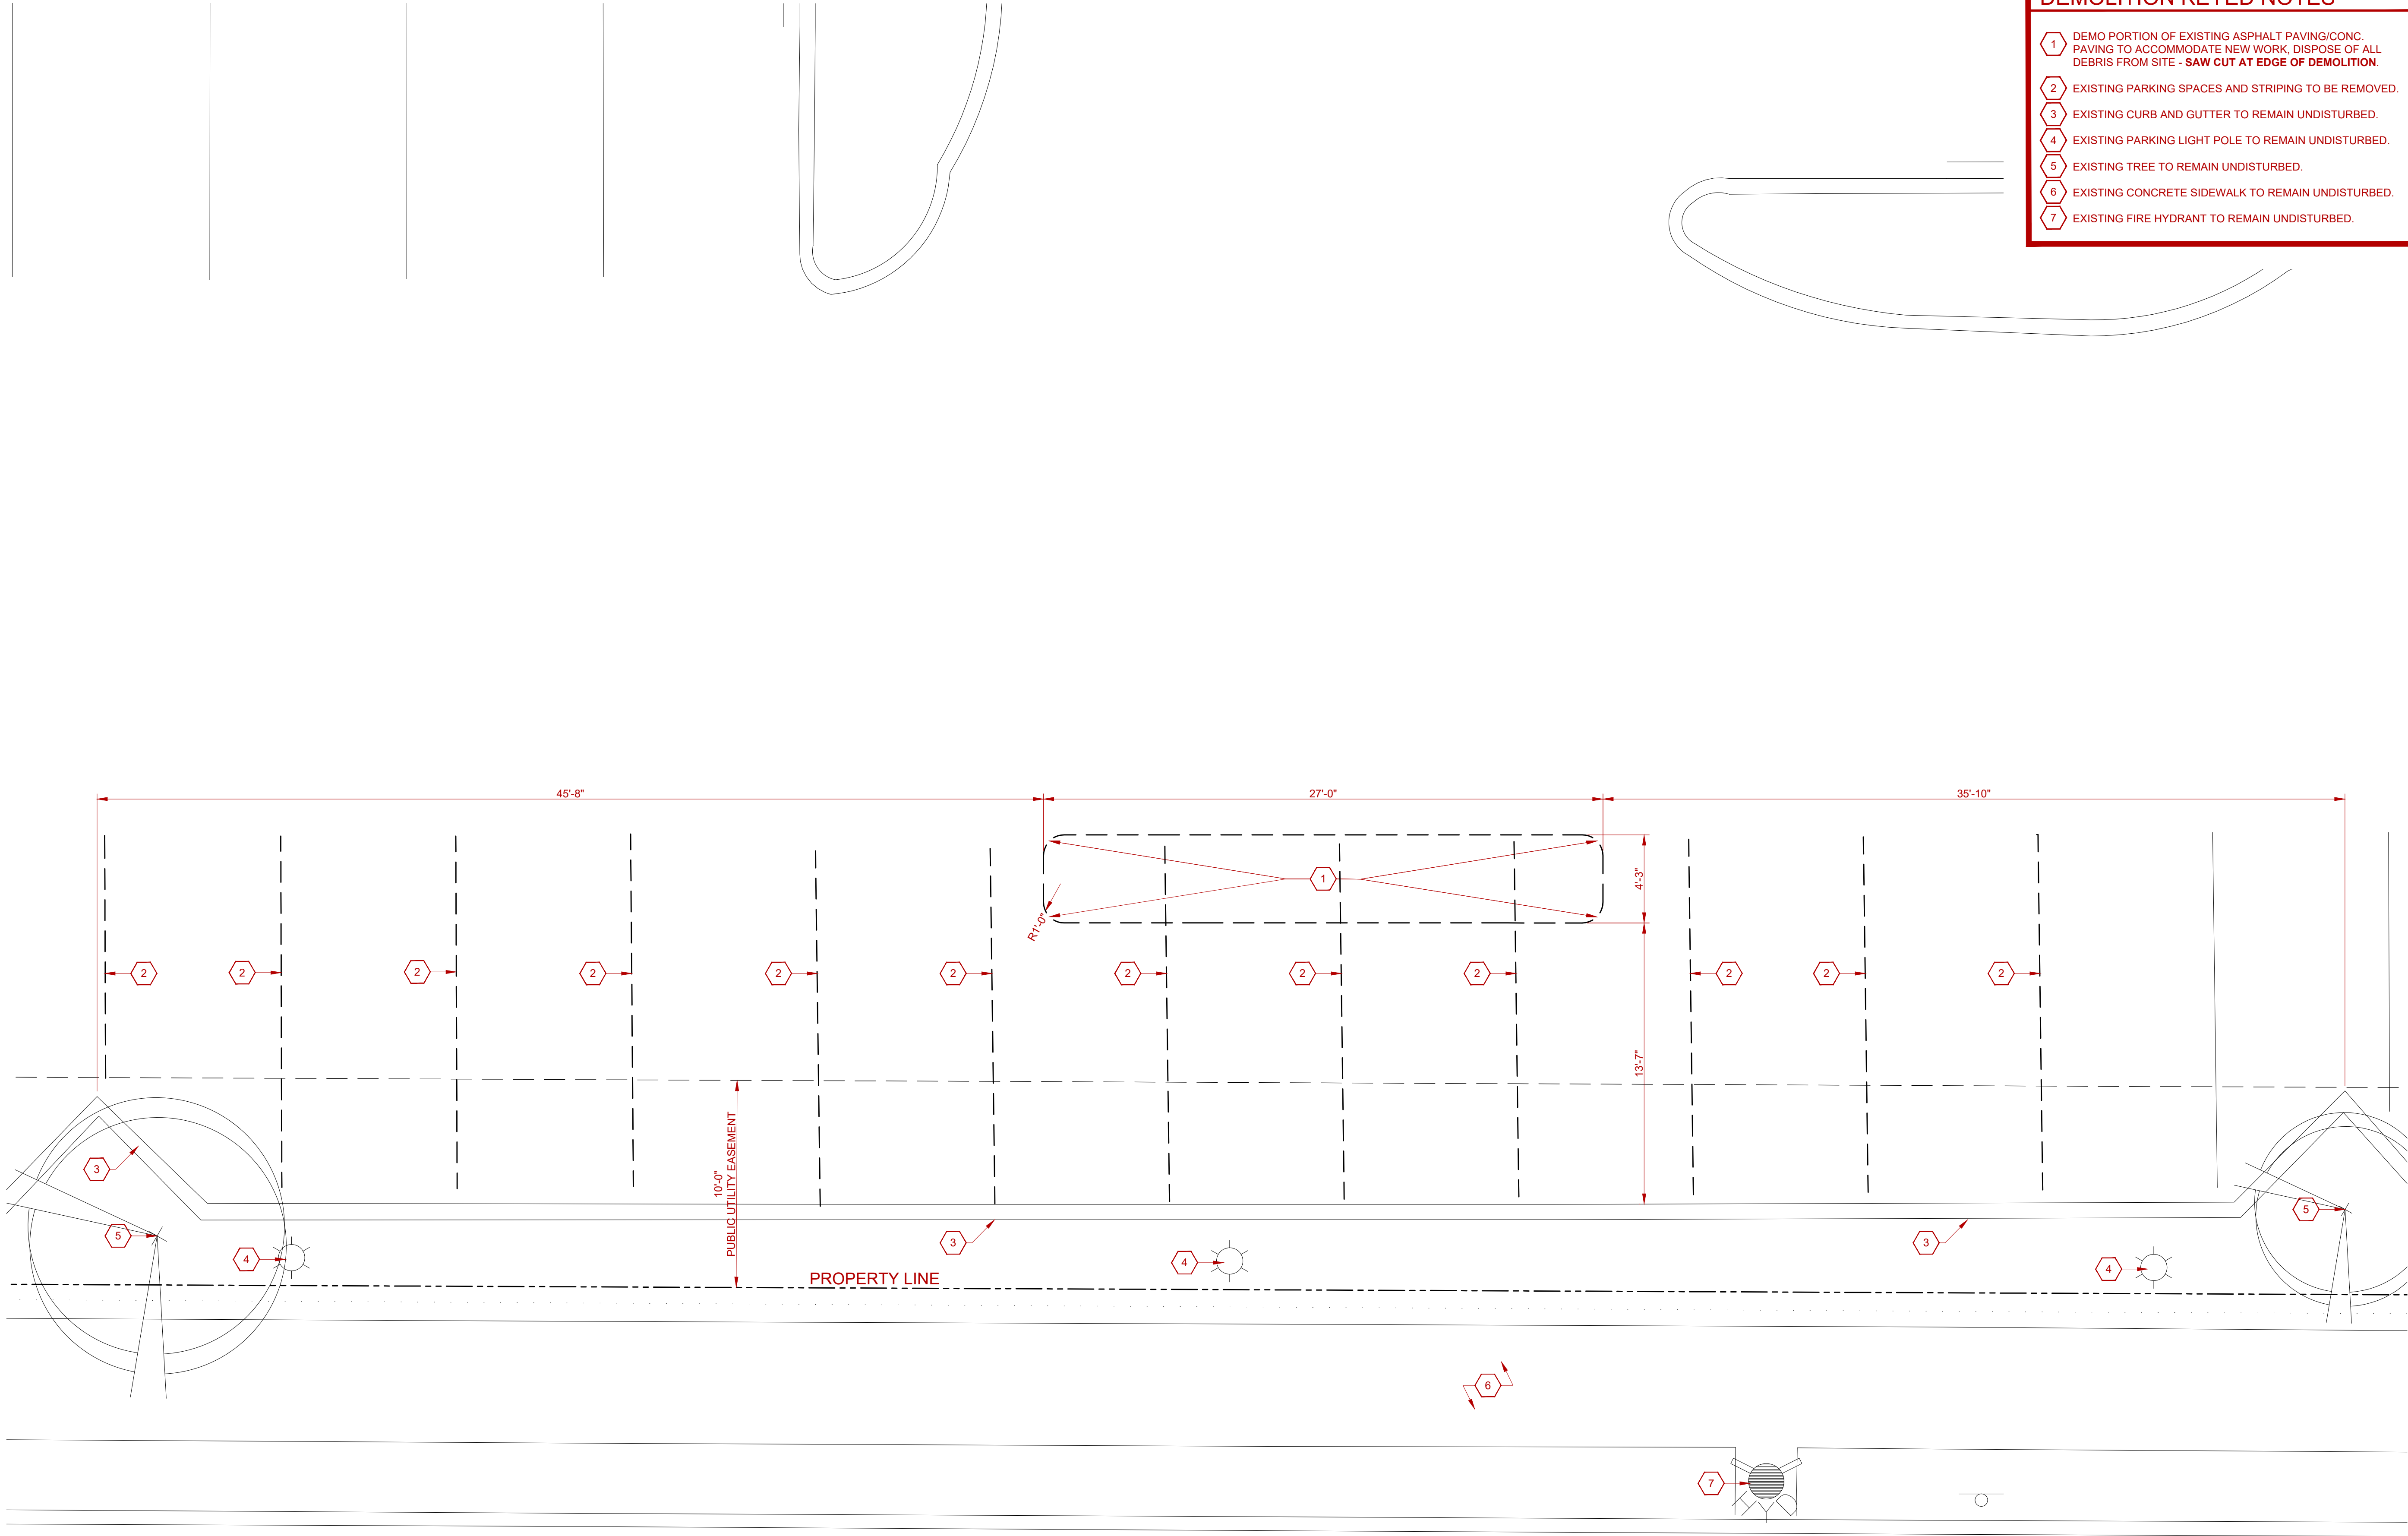 DEMOLITION KEYED NOTES
1 DEMO PORTION OF EXISTING ASPHALT PAVING/CONC.
PAVING TO ACCOMMODATE NEW WORK, DISPOSE OF ALL
DEBRIS FROM SITE - SAW CUT AT EDGE OF DEMOLITION.
2 EXISTING PARKING SPACES AND STRIPING TO BE REMOVED.
3 EXISTING CURB AND GUTTER TO REMAIN UNDISTURBED.
4 EXISTING PARKING LIGHT POLE TO REMAIN UNDISTURBED.
5 EXISTING TREE TO REMAIN UNDISTURBED.
6 EXISTING CONCRETE SIDEWALK TO REMAIN UNDISTURBED.
7 EXISTING FIRE HYDRANT TO REMAIN UNDISTURBED.
45'-8"
27'-0"
35'-10"
1
4'-3"
R1'-0"
2
2
2
2
2
2
2
2
2
2
2
2
13'-7"
10'-0"
PUBLIC UTILITY EASEMENT
3
5
4
3
4
3
4
5
PROPERTY LINE
6
7